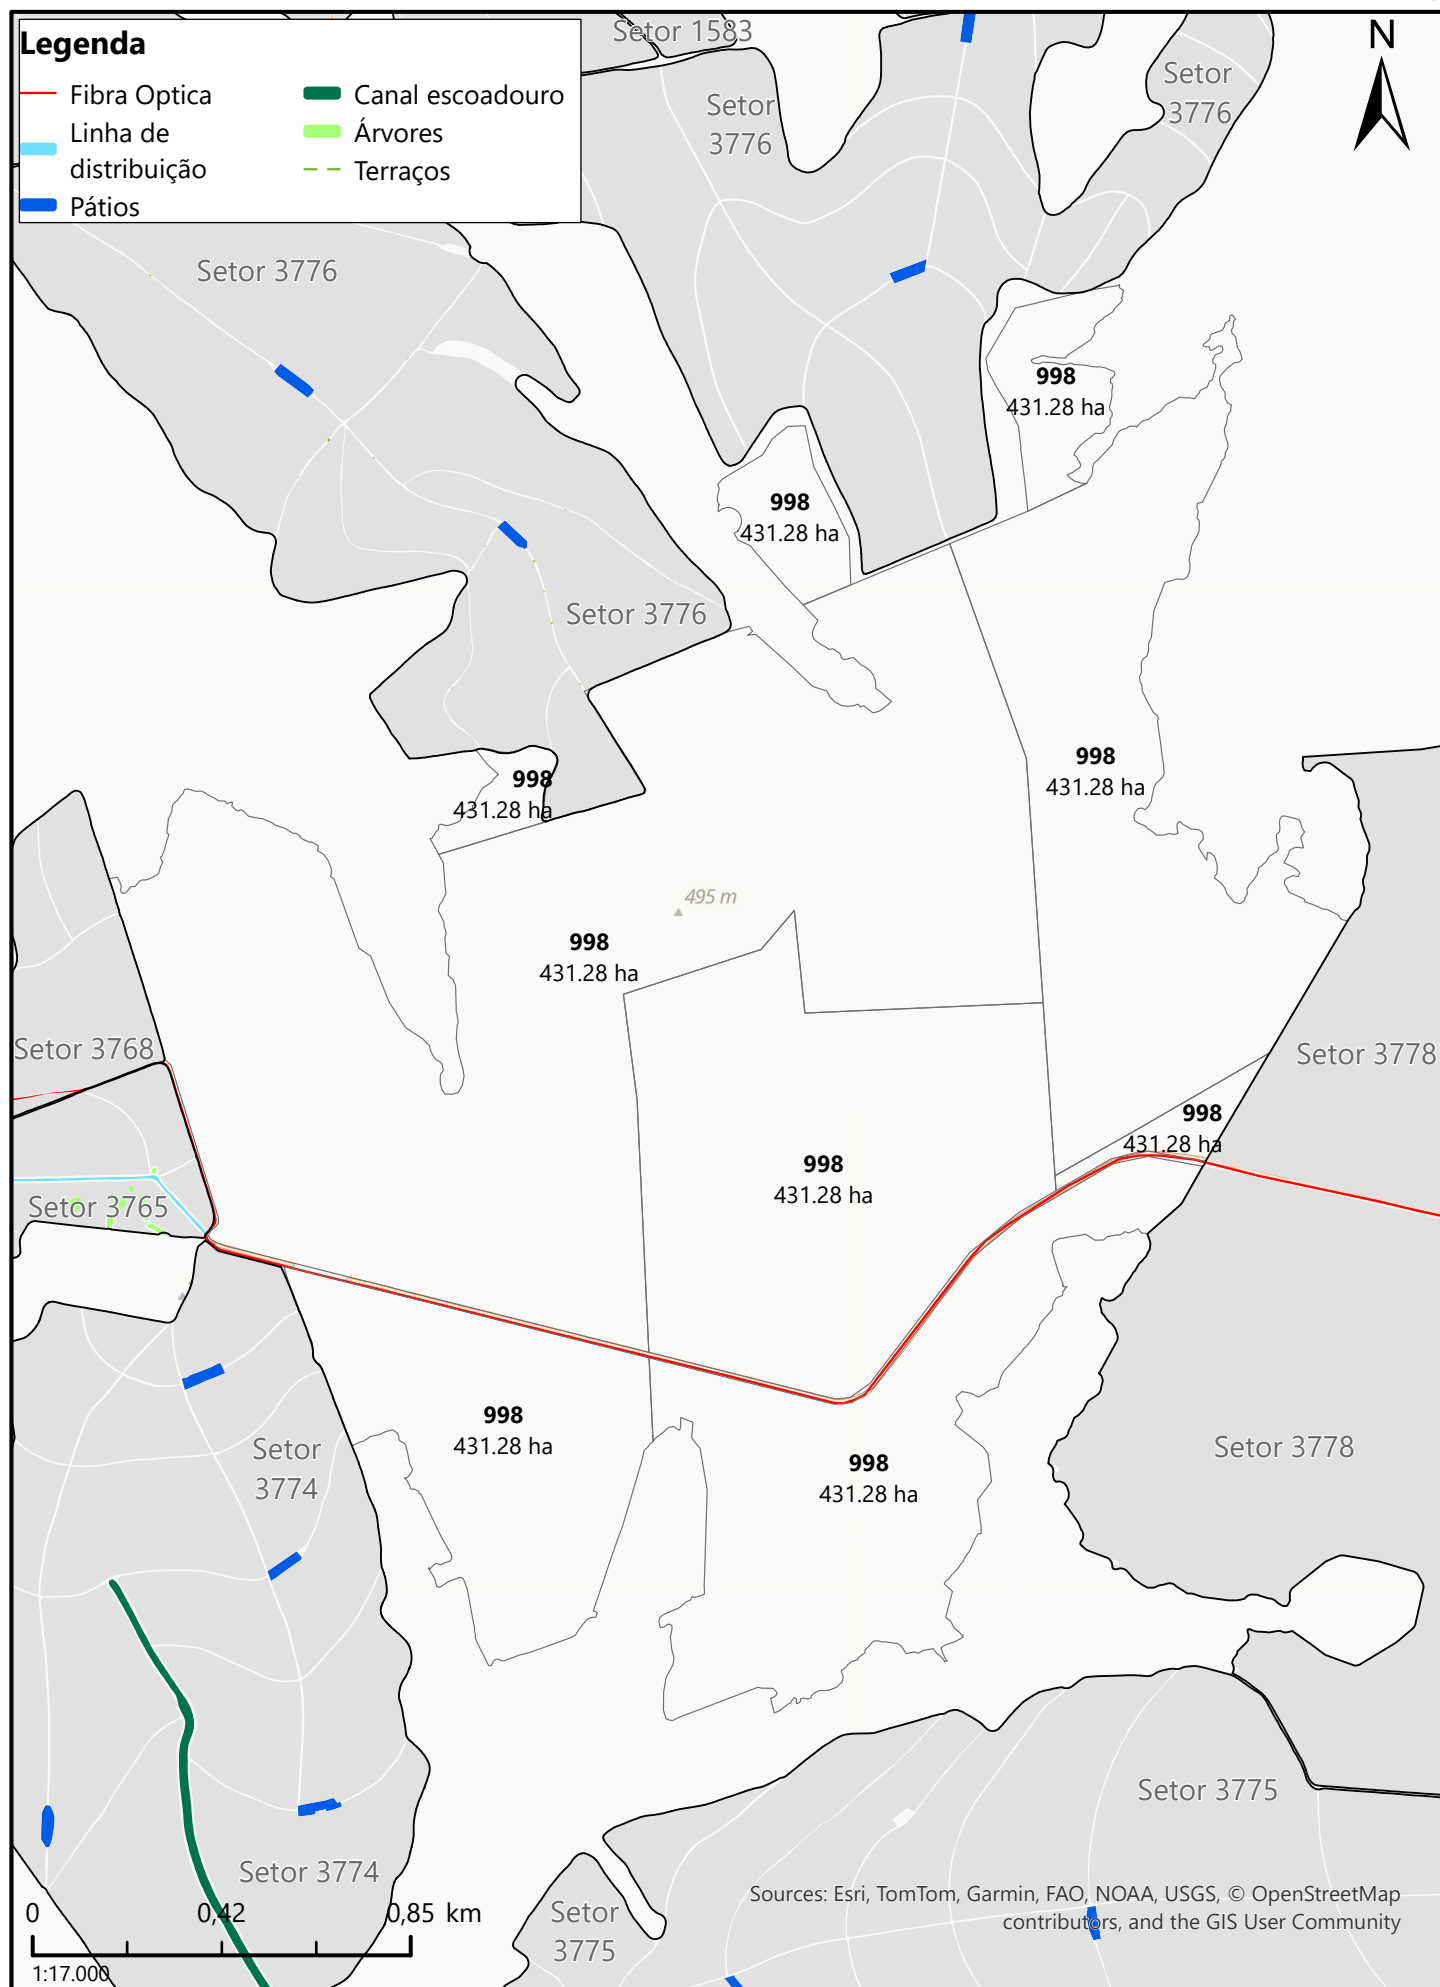 Legenda
Fibra Optica
Linha de
distribuição
Pátios
Canal escoadouro
Árvores
Terraços
Setor 1583
N
Setor
3776
Setor
3776
Setor 3776
998
431.28 ha
998
431.28 ha
Setor 3776
998
431.28 ha
998
431.28 ha
495 m
998
431.28 ha
Setor 3768
Setor 3778
998
431.28 ha
998
431.28 ha
Setor 3765
998
431.28 ha
Setor
3774
998
431.28 ha
Setor 3778
Setor 3775
Setor 3774
Setor
3775
Sources: Esri, TomTom, Garmin, FAO, NOAA, USGS, © OpenStreetMap
contributors, and the GIS User Community
0 0,42 0,85 km
1:17.000